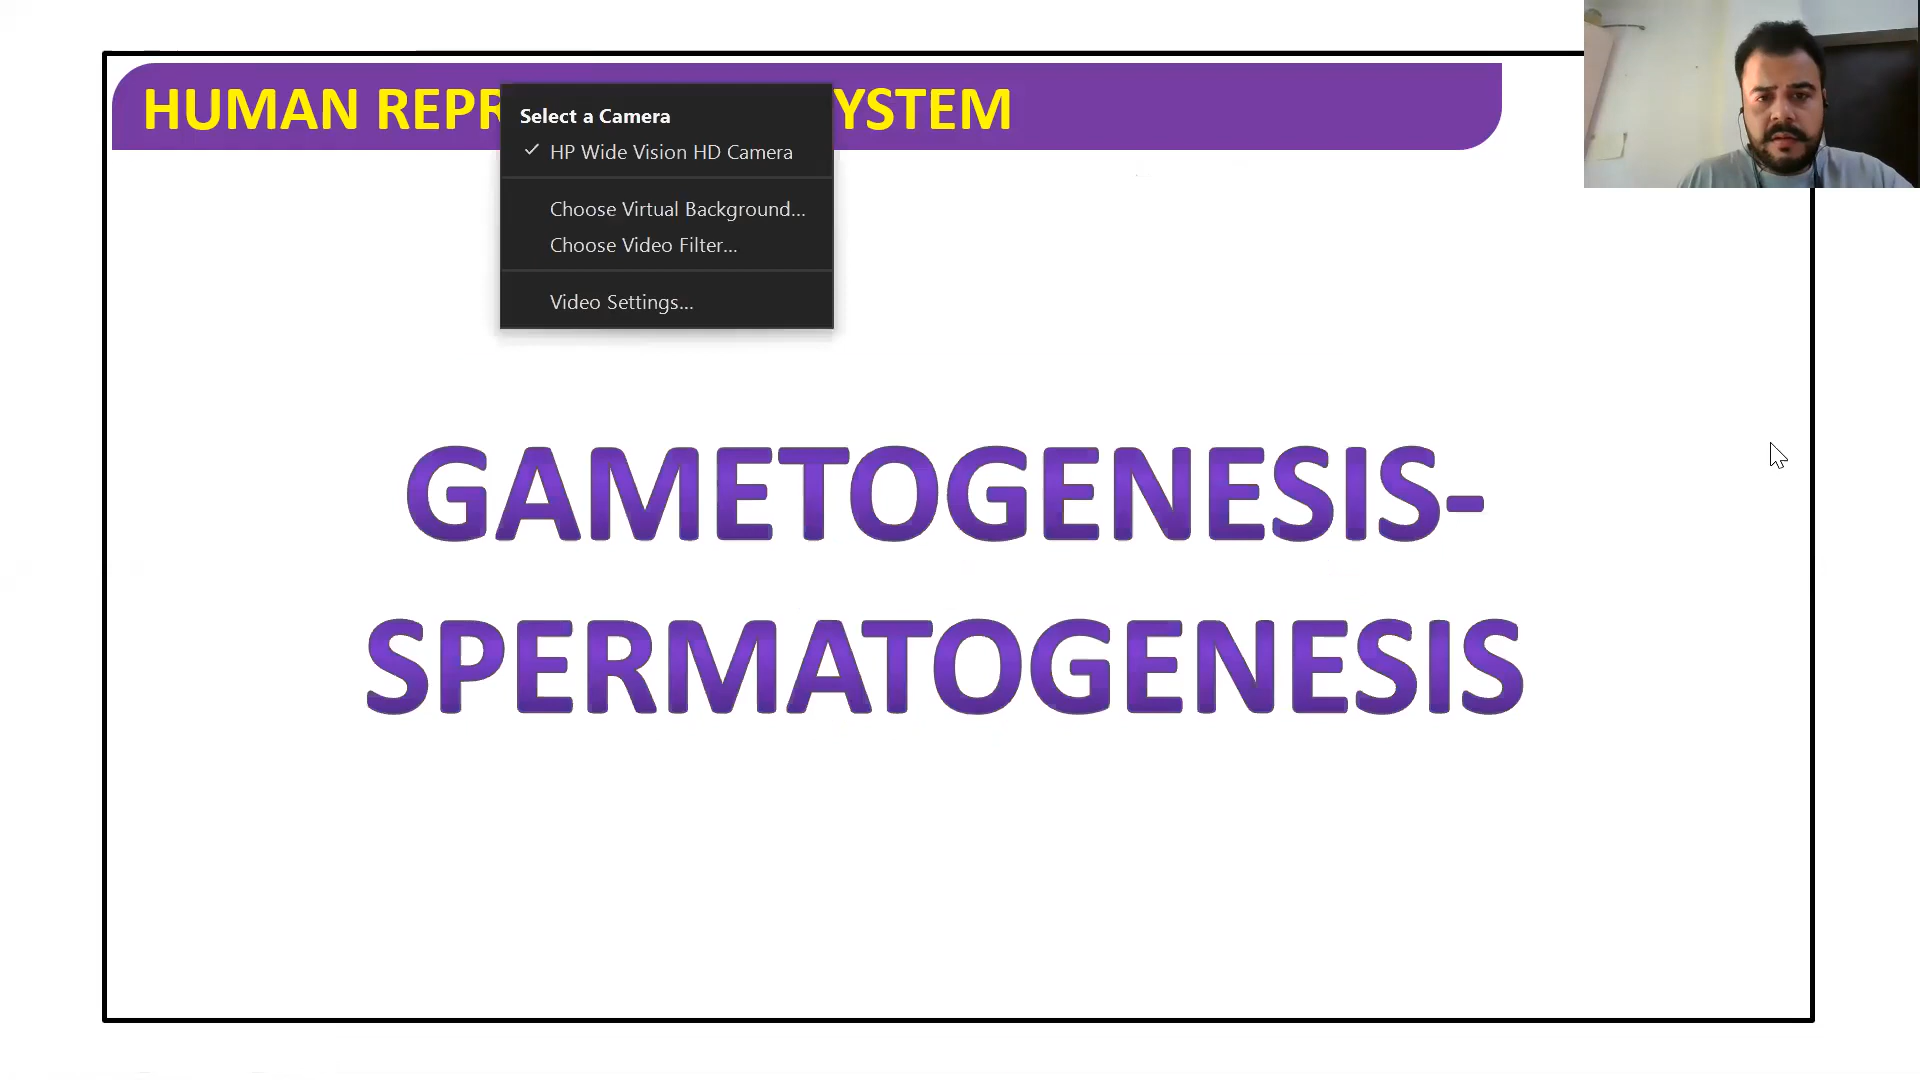 HUMAN REPR YSTEM
Select a Camera
HP Wide Vision HD Camera
Choose Virtual Background...
Choose Video Filter...
Video Settings...
GAMETOGENESIS-
SPERMATOGENESIS